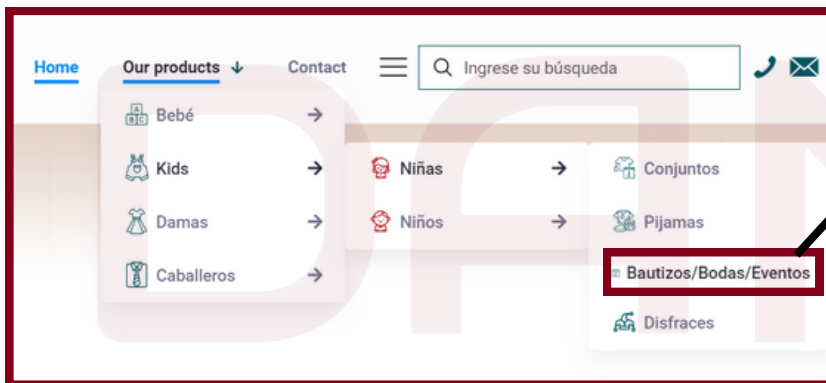 Home Our products Contact Ingrese su búsqueda
Bebé
Kids Niñas Conjuntos
Damas Niños Pijamas
Caballeros Bautizos/Bodas/Eventos
Disfraces